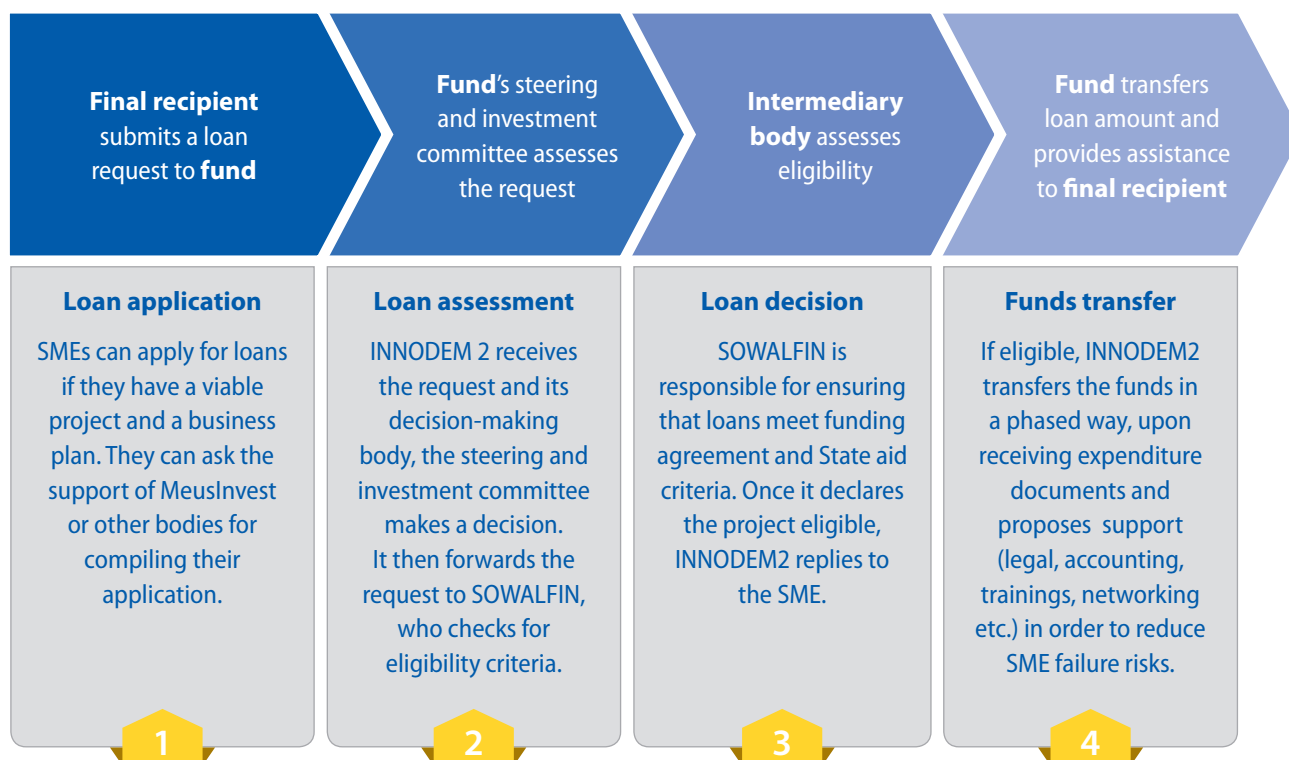 Final recipient
submits a loan
request to fund
Fund's steering
and investment
committee assesses
the request
Intermediary
body assesses
eligibility
Fund transfers
loan amount and
provides assistance
to final recipient
Loan application
SMEs can apply for loans
if they have a viable
project and a business
plan. They can ask the
support of MeusInvest
or other bodies for
compiling their
application.
1
Loan assessment
INNODEM 2 receives
the request and its
decision-making
body, the steering and
investment committee
makes a decision.
It then forwards the
request to SOWALFIN,
who checks for
eligibility criteria.
2
Loan decision
SOWALFIN is
responsible for ensuring
that loans meet funding
agreement and State aid
criteria. Once it declares
the project eligible,
INNODEM2 replies to
the SME.
3
Funds transfer
If eligible, INNODEM2
transfers the funds in
a phased way, upon
receiving expenditure
documents and
proposes support
(legal, accounting,
trainings, networking
etc.) in order to reduce
SME failure risks.
4